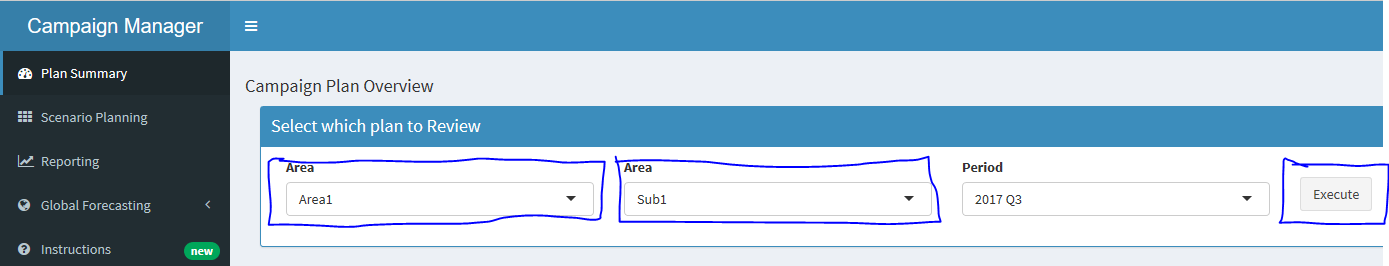 Campaign Manager
Plan Summary
Scenario Planning
Reporting
Global Forecasting
Instructions new
Campaign Plan Overview
Select which plan to Review
Area Area Period
Area1 Sub1 2017 Q3 Execute